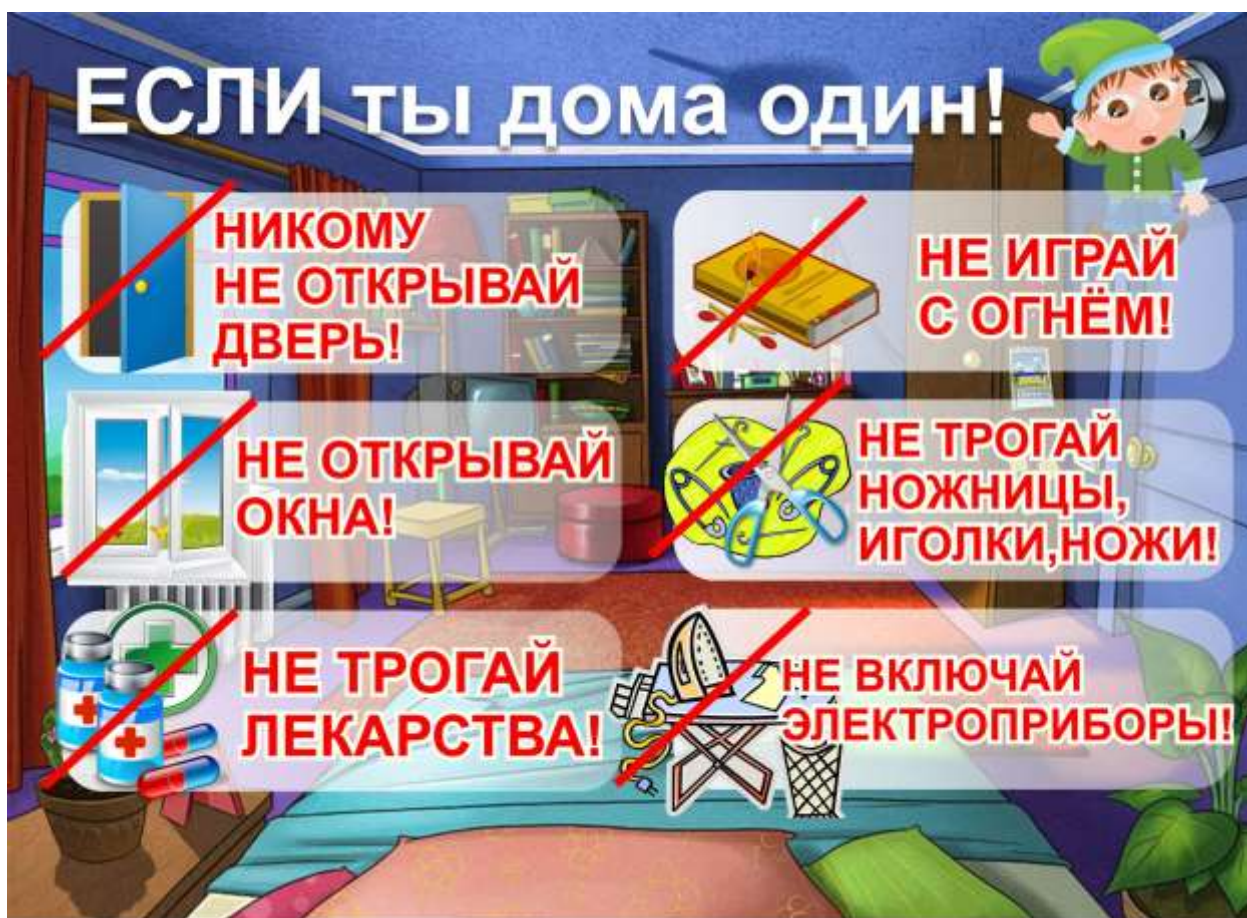 ЕСЛИ ты дома один!
НИКОМУ
НЕ ОТКРЫВАЙ
ДВЕРЬ!
НЕ ИГРАЙ
С ОГНЁМ!
НЕ ОТКРЫВАЙ
ОКНА!
НЕ ТРОГАЙ
НОЖНИЦЫ,
ИГОЛКИ,НОЖИ!
НЕ ТРОГАЙ
ЛЕКАРСТВА!
НЕ ВКЛЮЧАЙ
ЭЛЕКТРОПРИБОРЫ!